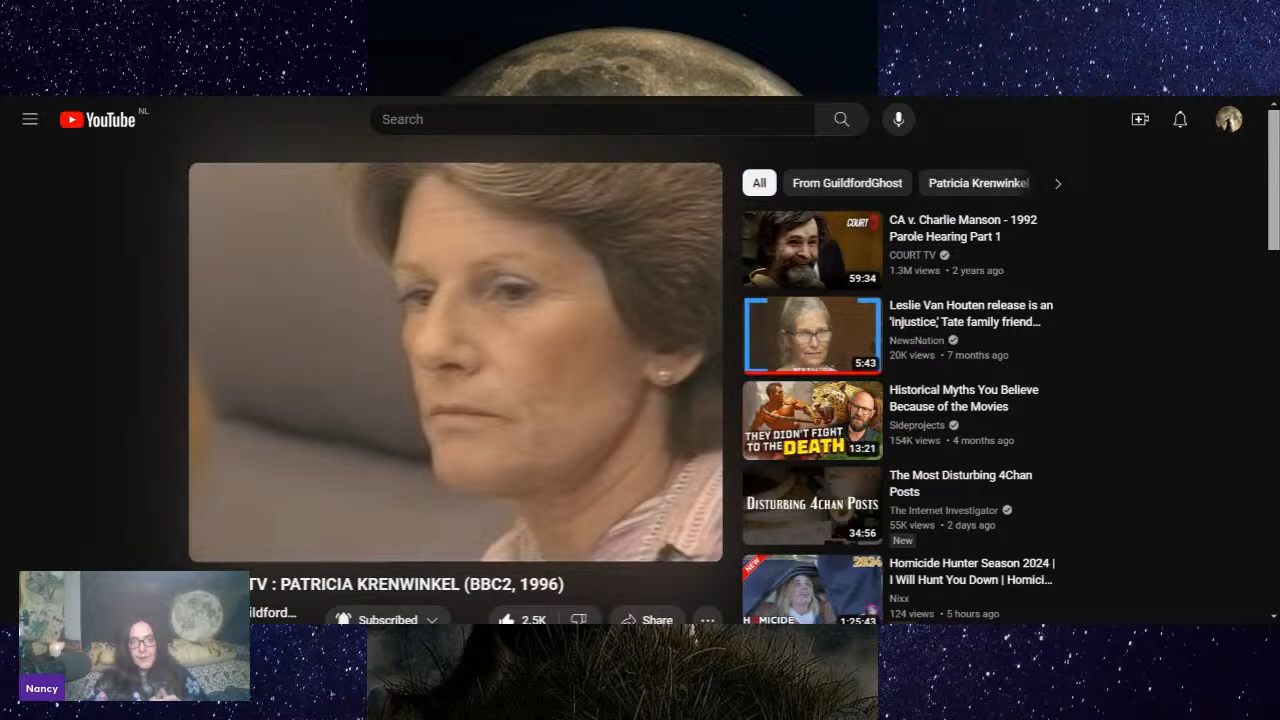 YouTube NL
Search
All
From GuildfordGhost
Patricia Krenwinkel
COURT
59:34
CA v. Charlie Manson - 1992
Parole Hearing Part 1
COURT TV
1.3M views • 2 years ago
NEWSNATION
5:43
Leslie Van Houten release is an
'injustice,' Tate family friend...
NewsNation
20K views • 7 months ago
THEY DIDN'T FIGHT
TO THE DEATH
13:21
Historical Myths You Believe
Because of the Movies
Sideprojects
154K views • 4 months ago
DISTURBING 4CHAN POSTS
34:56
The Most Disturbing 4Chan
Posts
The Internet Investigator
55K views • 2 days ago
New
NEW
2024
HOMICIDE
1:25:43
Homicide Hunter Season 2024 |
I Will Hunt You Down | Homici...
Nixx
124 views • 5 hours ago
TV : PATRICIA KRENWINKEL (BBC2, 1996)
ildford...
Subscribed
2.5K
Share
Nancy